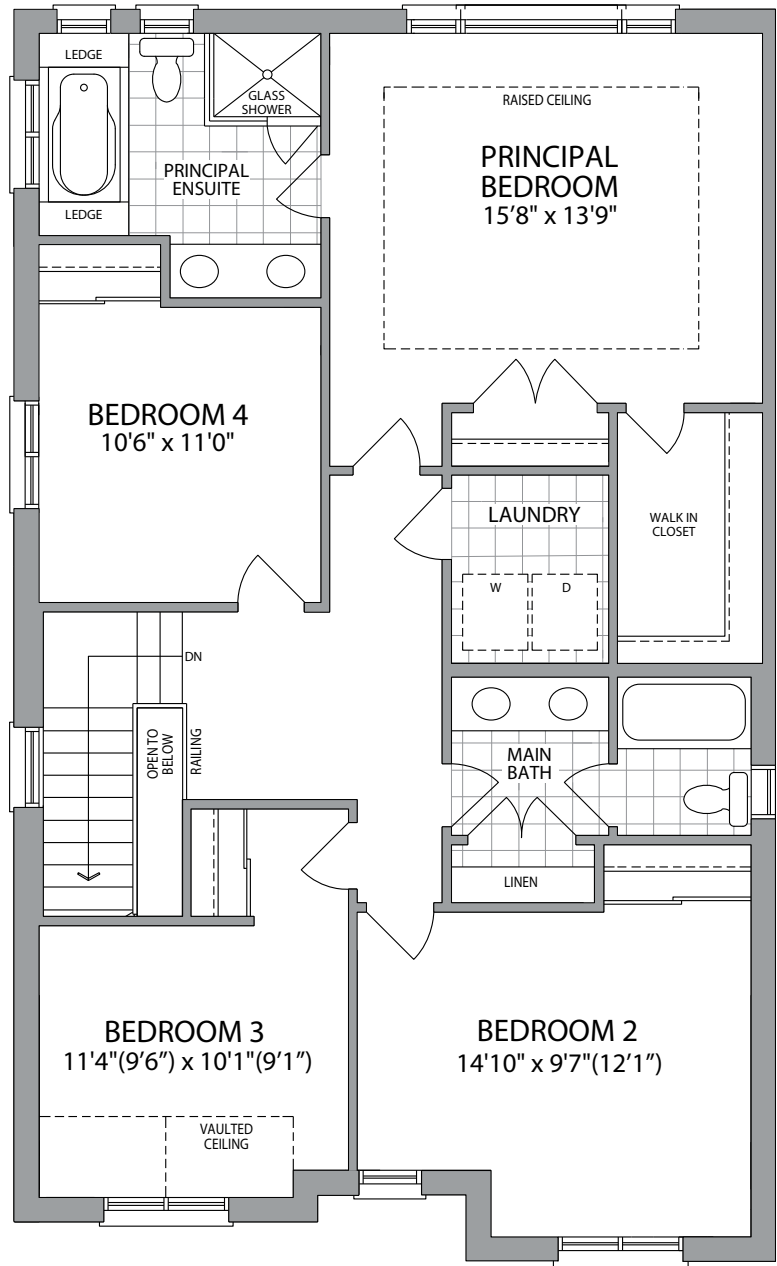 LEDGE
GLASS
SHOWER
RAISED CEILING
PRINCIPAL
ENSUITE
PRINCIPAL
BEDROOM
15’8" x 13'9"
LEDGE
BEDROOM 4
10'6" x 11'0"
LAUNDRY
WALK IN
CLOSET
W
D
DN
OPEN TO
BELOW
RAILING
MAIN
BATH
LINEN
BEDROOM 3
11'4"(9’6”) x 10'1"(9’1”)
BEDROOM 2
14'10" x 9'7"(12’1”)
VAULTED
CEILING